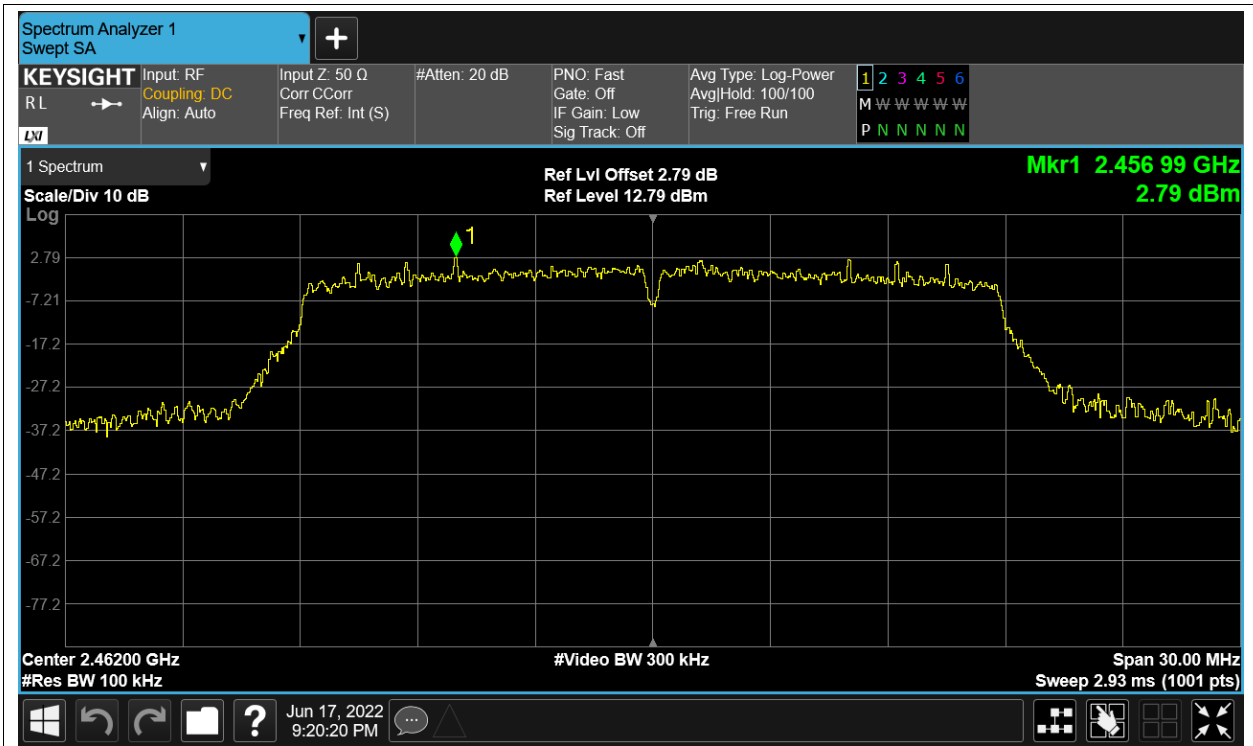 Spectrum Analyzer 1
Swept SA
KEYSIGHT
R L
LXI
Input: RF
Coupling: DC
Align: Auto
Input Z: 50 Ω
Corr CCorr
Freq Ref: Int (S)
#Atten: 20 dB
PNO: Fast
Gate: Off
IF Gain: Low
Sig Track: Off
Avg Type: Log-Power
Avg|Hold: 100/100
Trig: Free Run
1 2 3 4 5 6
M W W W W W
P N N N N N
1 Spectrum
Scale/Div 10 dB
Ref Lvl Offset 2.79 dB
Ref Level 12.79 dBm
Mkr1 2.456 99 GHz
2.79 dBm
Log
1
2.79
-7.21
-17.2
-27.2
-37.2
-47.2
-57.2
-67.2
-77.2
Center 2.46200 GHz
#Video BW 300 kHz
Span 30.00 MHz
#Res BW 100 kHz
Sweep 2.93 ms (1001 pts)
?
Jun 17, 2022
9:20:20 PM